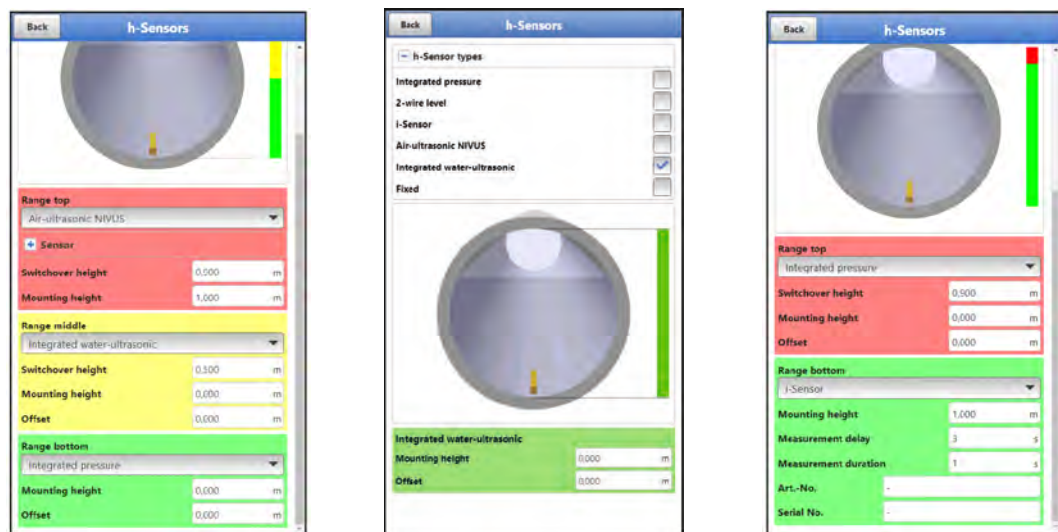 Back
h-Sensors
Range top
Air-ultrasonic NIVUS
Sensor
Switchover height 0,900 m
Mounting height 1,000 m
Range middle
Integrated water-ultrasonic
Switchover height 0,500 m
Mounting height 0,000 m
Offset 0,000 m
Range bottom
Integrated pressure
Mounting height 0,000 m
Offset 0,000 m
Back
h-Sensors
h-Sensor types
Integrated pressure
2-wire level
i-Sensor
Air-ultrasonic NIVUS
Integrated water-ultrasonic
Fixed
Integrated water-ultrasonic
Mounting height 0,000 m
Offset 0,000 m
Back
h-Sensors
Range top
Integrated pressure
Switchover height 0,900 m
Mounting height 0,000 m
Offset 0,000 m
Range bottom
i-Sensor
Mounting height 1,000 m
Measurement delay 3 s
Measurement duration 1 s
Art.-No. -
Serial No. -